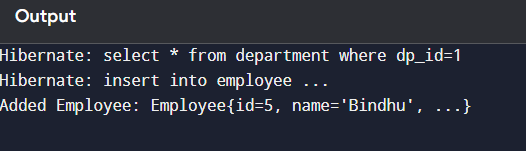 Output
Hibernate: select * from department where dp_id=1
Hibernate: insert into employee ...
Added Employee: Employee{id=5, name='Bindhu', ...}